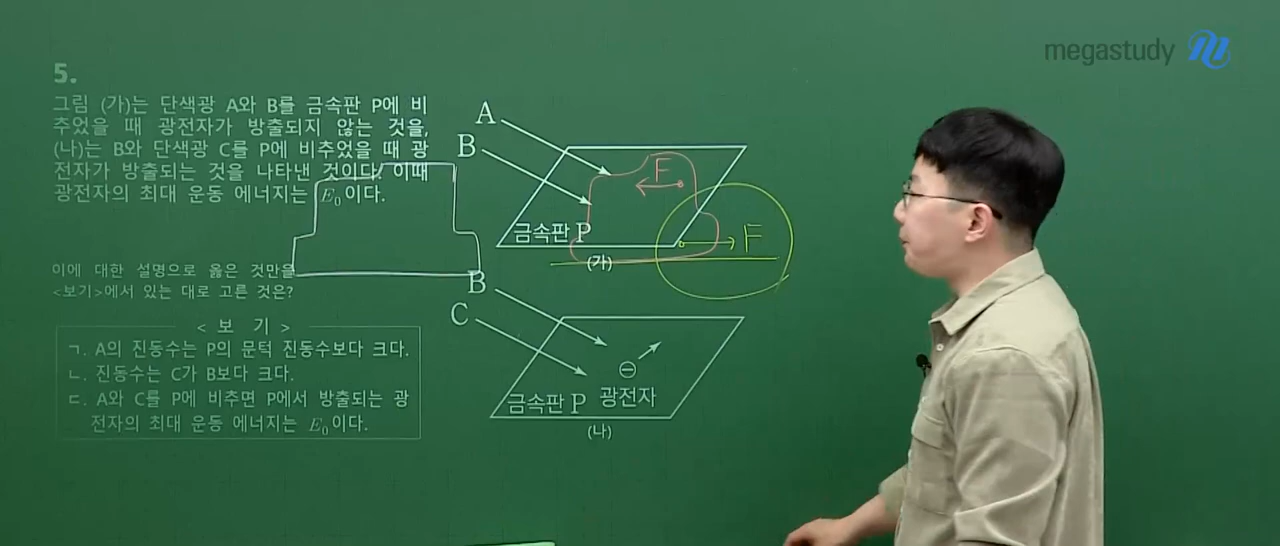 megastudy
5.
그림 (가)는 단색광 A와 B를 금속판 P에 비
추었을 때 광전자가 방출되지 않는 것을,
(나)는 B와 단색광 C를 P에 비추었을 때 광
전자가 방출되는 것을 나타낸 것이다. 이때
광전자의 최대 운동 에너지는 E₀이다.
이에 대한 설명으로 옳은 것만을
<보기>에서 있는 대로 고른 것은?
< 보 기 >
ㄱ. A의 진동수는 P의 문턱 진동수보다 크다.
ㄴ. 진동수는 C가 B보다 크다.
ㄷ. A와 C를 P에 비추면 P에서 방출되는 광
전자의 최대 운동 에너지는 E₀이다.
A
B
F
금속판 P
F
(가)
B
C
⊖
금속판 P 광전자
(나)